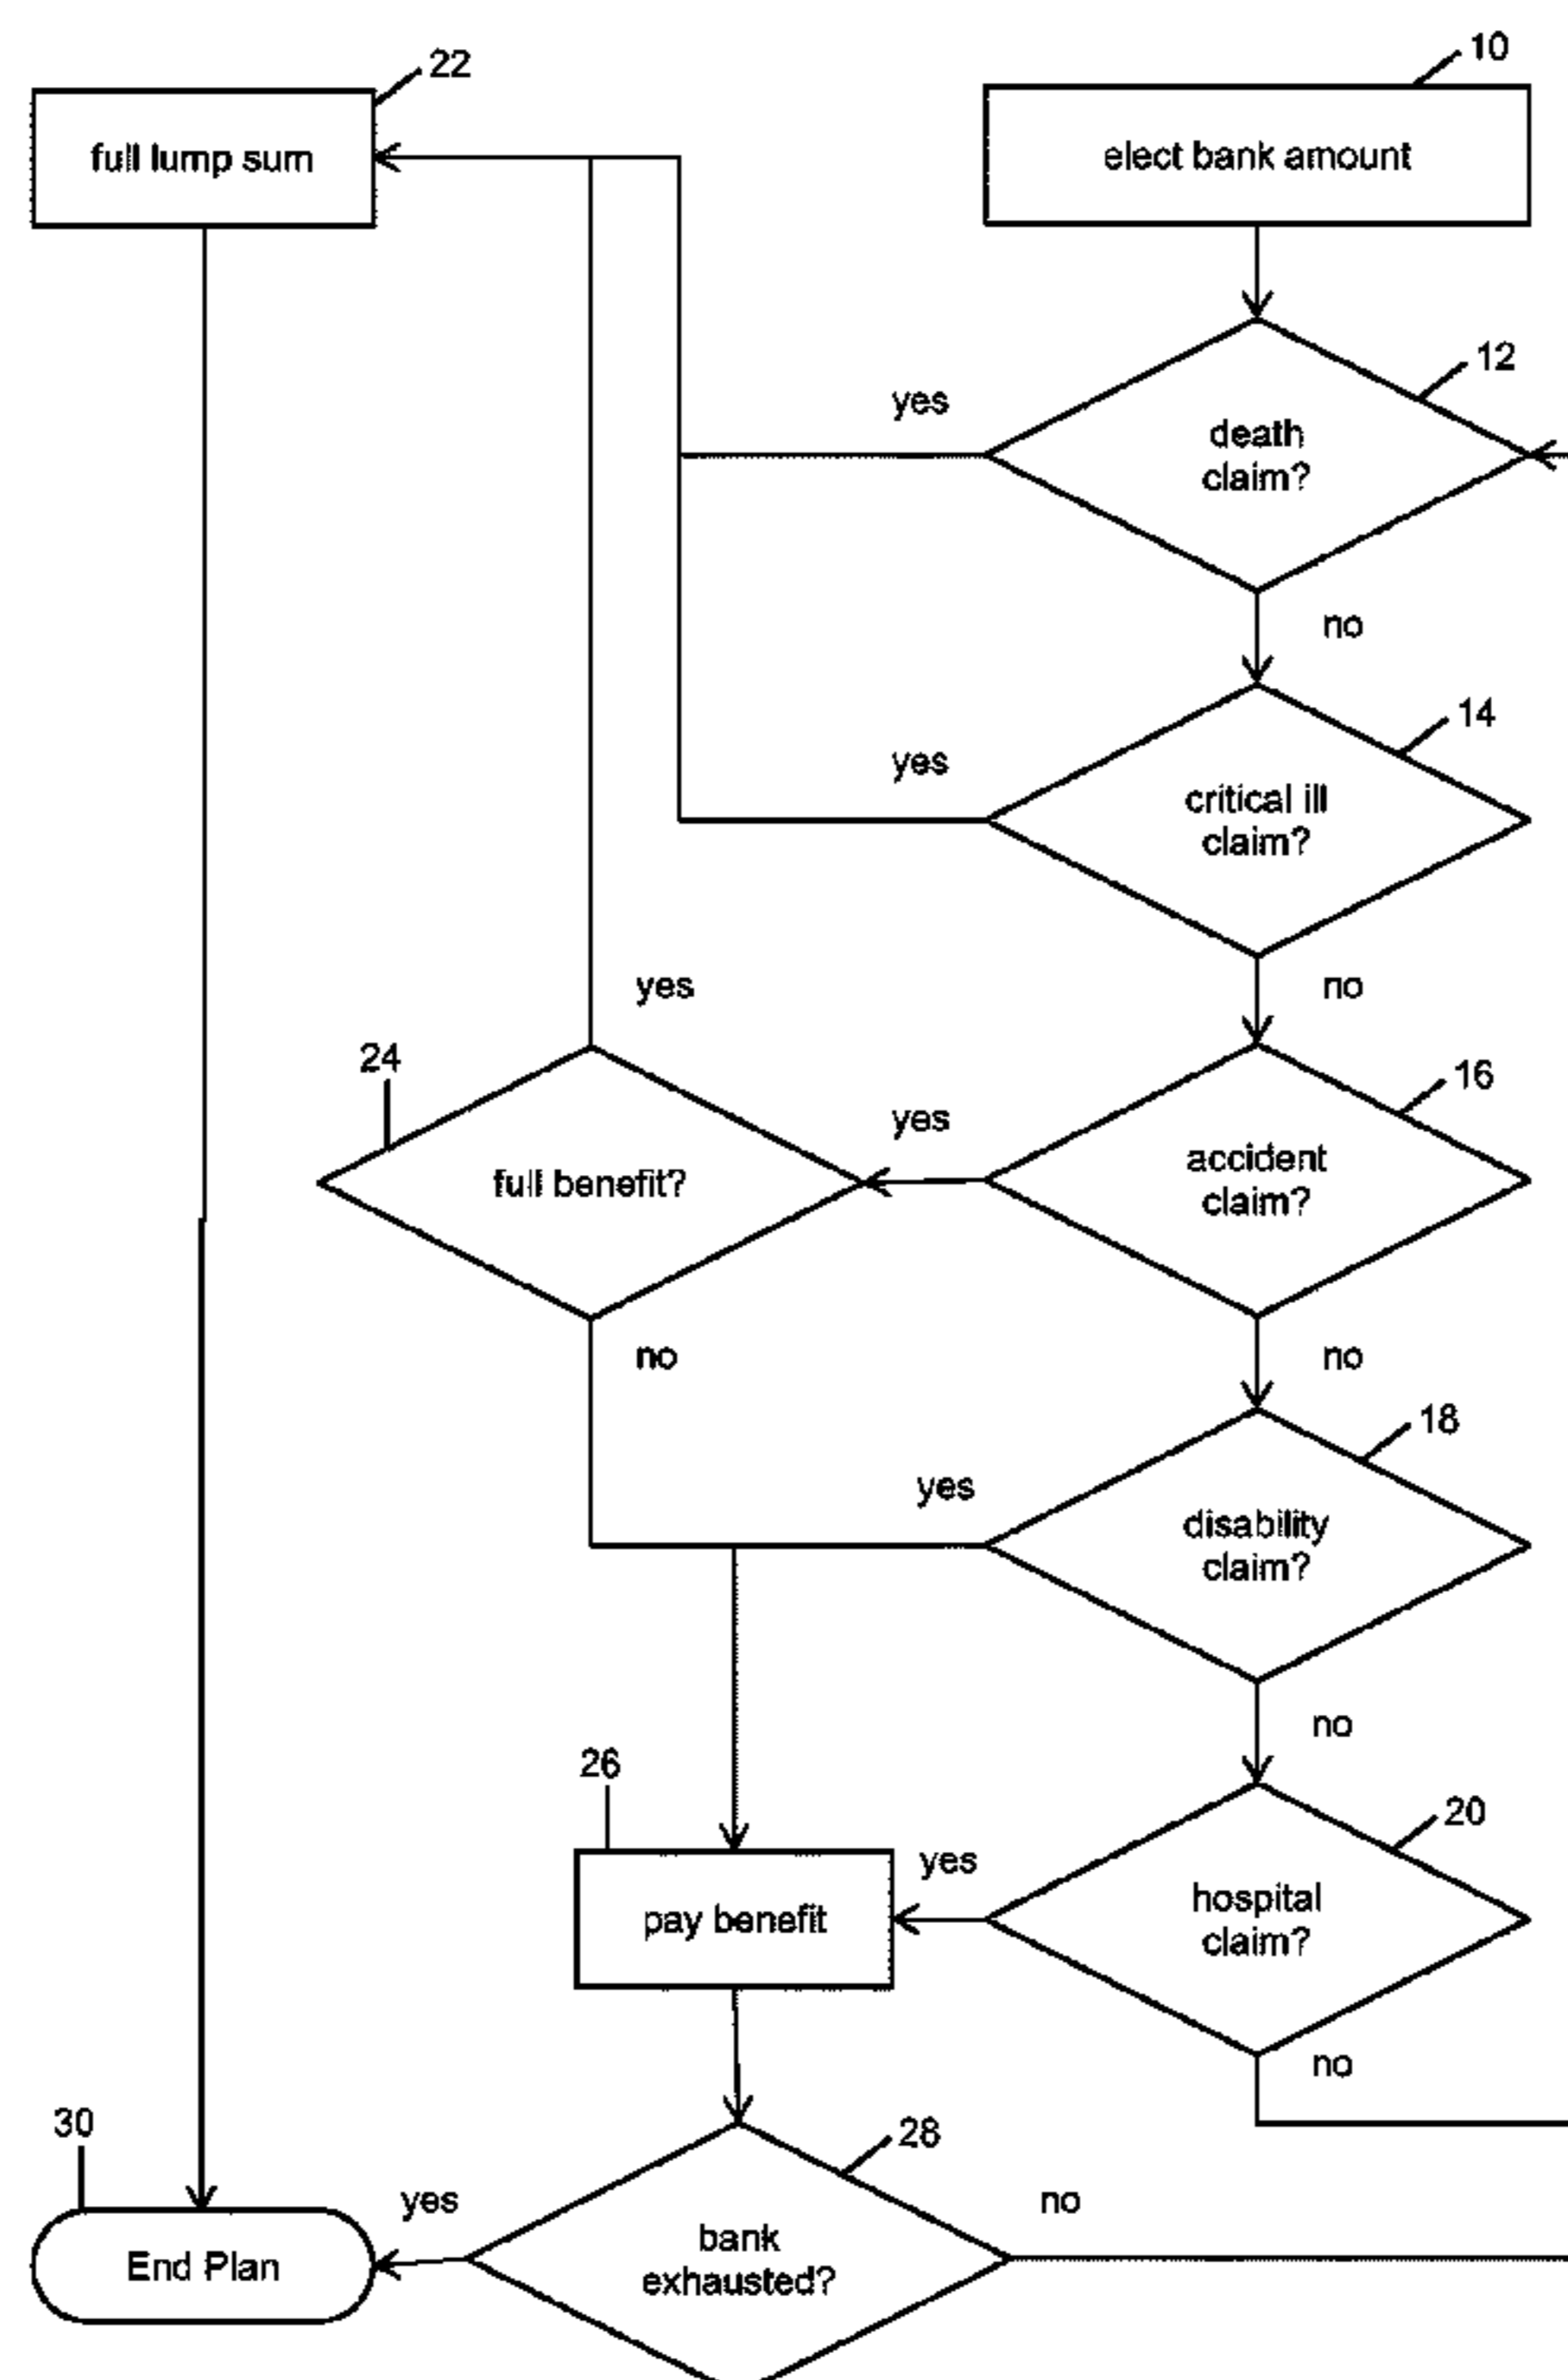 22
10
full lump sum
elect bank amount
12
yes
death
claim?
no
14
yes
critical ill
claim?
yes
no
24
16
yes
full benefit?
accident
claim?
no
no
18
yes
disability
claim?
no
26
20
yes
pay benefit
hospital
claim?
no
30
28
yes
no
End Plan
bank
exhausted?